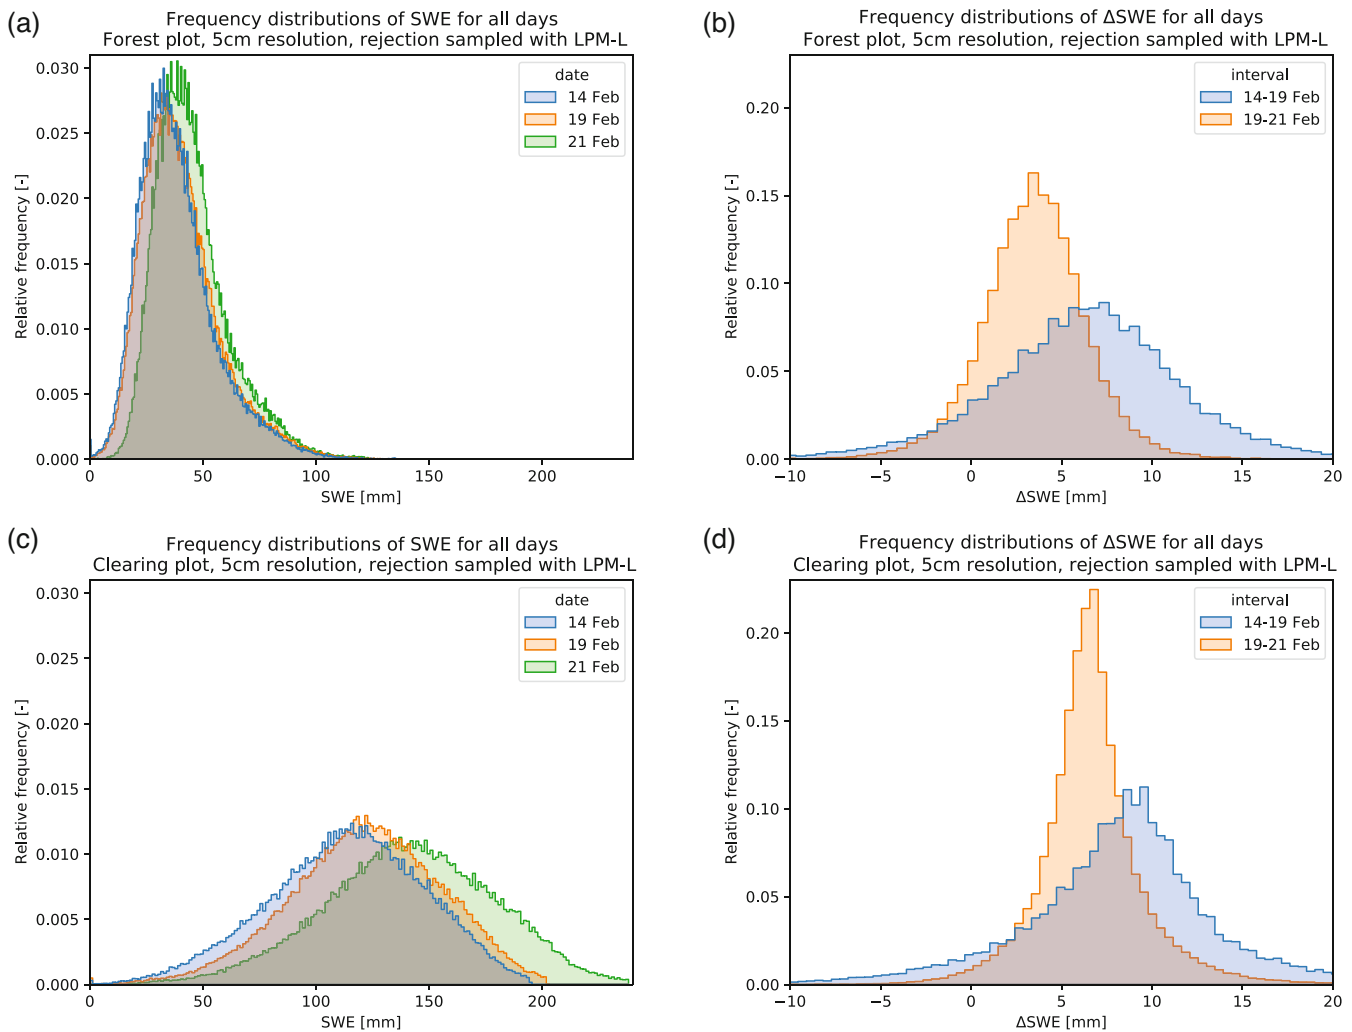 (a)
Frequency distributions of SWE for all days
Forest plot, 5cm resolution, rejection sampled with LPM-L
0.030
0.025
0.020
0.015
0.010
0.005
0.000
Relative frequency [-]
date
14 Feb
19 Feb
21 Feb
0 50 100 150 200
SWE [mm]
(b)
Frequency distributions of ΔSWE for all days
Forest plot, 5cm resolution, rejection sampled with LPM-L
0.20
0.15
0.10
0.05
0.00
Relative frequency [-]
interval
14-19 Feb
19-21 Feb
−10 −5 0 5 10 15 20
ΔSWE [mm]
(c)
Frequency distributions of SWE for all days
Clearing plot, 5cm resolution, rejection sampled with LPM-L
0.030
0.025
0.020
0.015
0.010
0.005
0.000
Relative frequency [-]
date
14 Feb
19 Feb
21 Feb
0 50 100 150 200
SWE [mm]
(d)
Frequency distributions of ΔSWE for all days
Clearing plot, 5cm resolution, rejection sampled with LPM-L
0.20
0.15
0.10
0.05
0.00
Relative frequency [-]
interval
14-19 Feb
19-21 Feb
−10 −5 0 5 10 15 20
ΔSWE [mm]